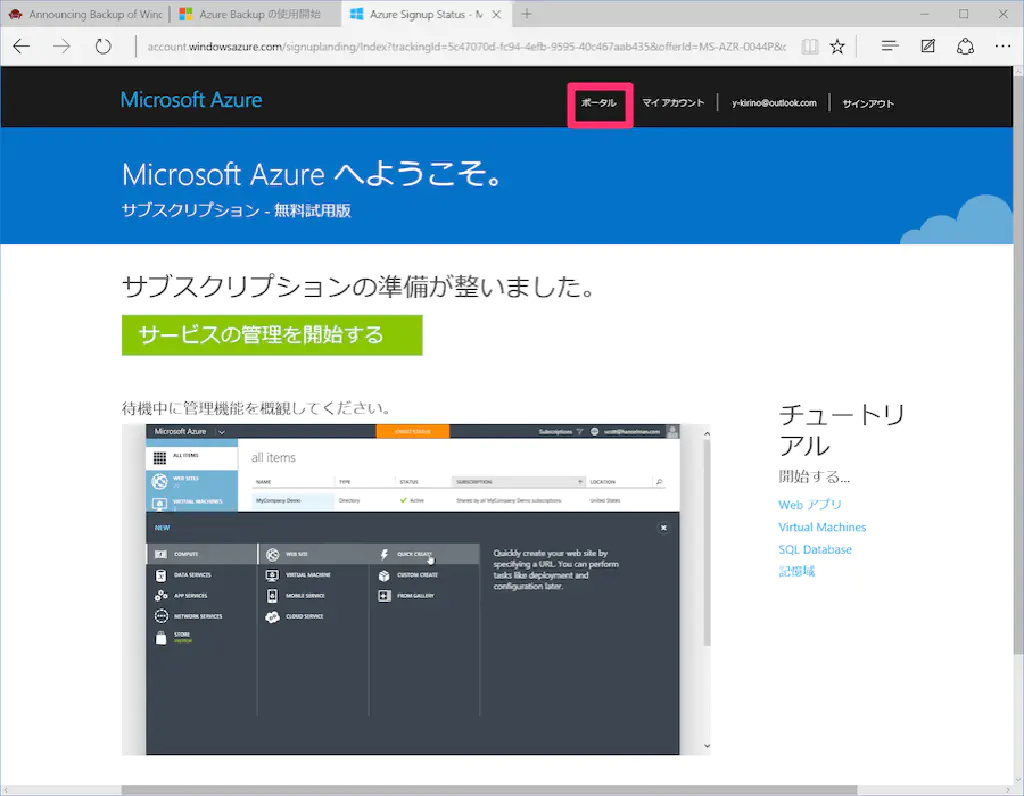 Announcing Backup of Winc
Azure Backup の使用開始
Azure Signup Status - M
account.windowsazure.com/signuplanding/Index?trackingId=5c47070d-fc94-4efb-9595-40c467aab435&offerId=MS-AZR-0044P&c
Microsoft Azure
ポータル
マイ アカウント
y-kirino@outlook.com
サインアウト
Microsoft Azure へようこそ。
サブスクリプション - 無料試用版
サブスクリプションの準備が整いました。
サービスの管理を開始する
待機中に管理機能を概観してください。
Microsoft Azure
Subscriptions
scott@hanselman.com
ALL ITEMS
WEB SITES
VIRTUAL MACHINES
all items
NAME
TYPE
STATUS
SUBSCRIPTION
LOCATION
MyCompany Demo
Directory
Active
Shared by all MyCompany Demo subscriptions
United States
NEW
COMPUTE
DATA SERVICES
APP SERVICES
NETWORK SERVICES
STORE
WEB SITE
VIRTUAL MACHINE
MOBILE SERVICE
CLOUD SERVICE
QUICK CREATE
CUSTOM CREATE
FROM GALLERY
Quickly create your web site by
specifying a URL. You can perform
tasks like deployment and
configuration later.
チュートリ
アル
開始する...
Web アプリ
Virtual Machines
SQL Database
記憶域